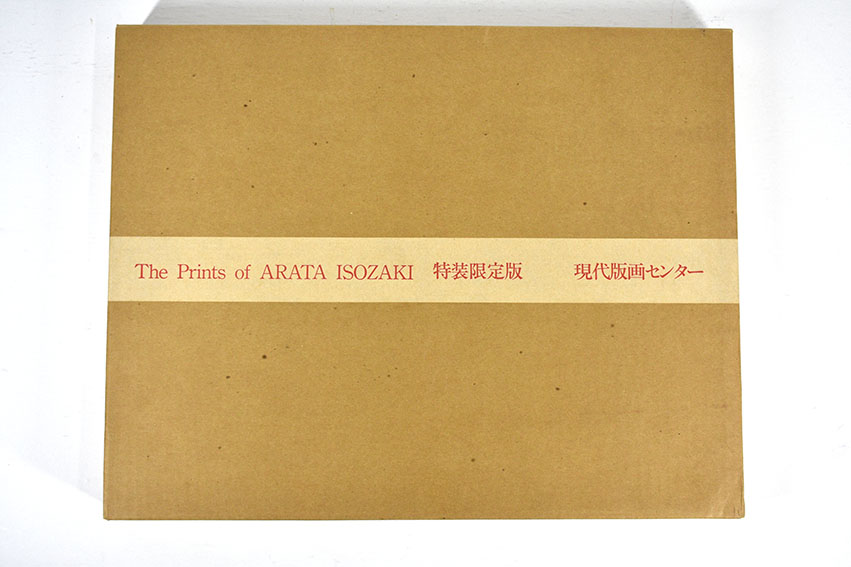 The Prints of ARATA ISOZAKI 特装限定版 現代版画センター